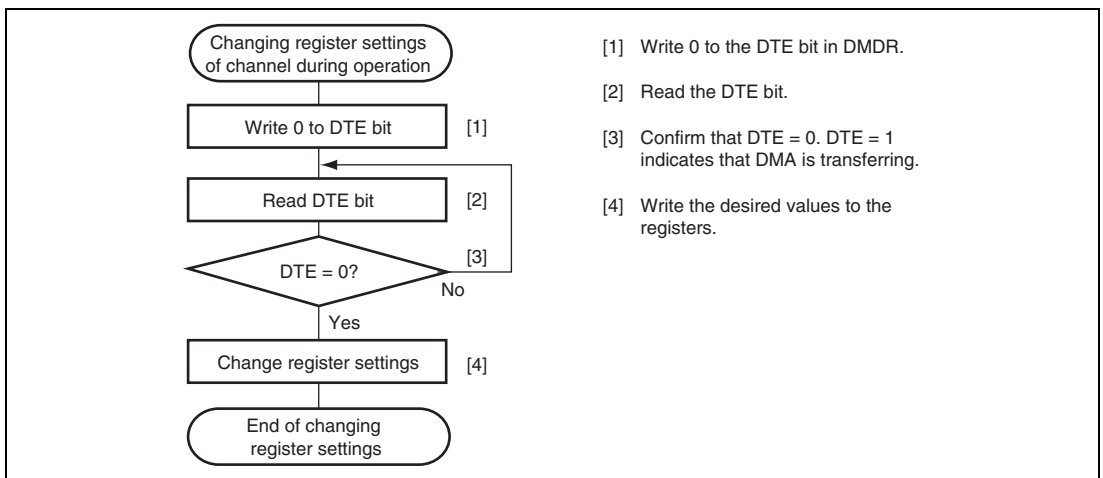 Changing register settings
of channel during operation
Write 0 to DTE bit
[1]
Read DTE bit
[2]
DTE = 0?
[3]
No
Yes
Change register settings
[4]
End of changing
register settings
[1] Write 0 to the DTE bit in DMDR.
[2] Read the DTE bit.
[3] Confirm that DTE = 0. DTE = 1
indicates that DMA is transferring.
[4] Write the desired values to the
registers.